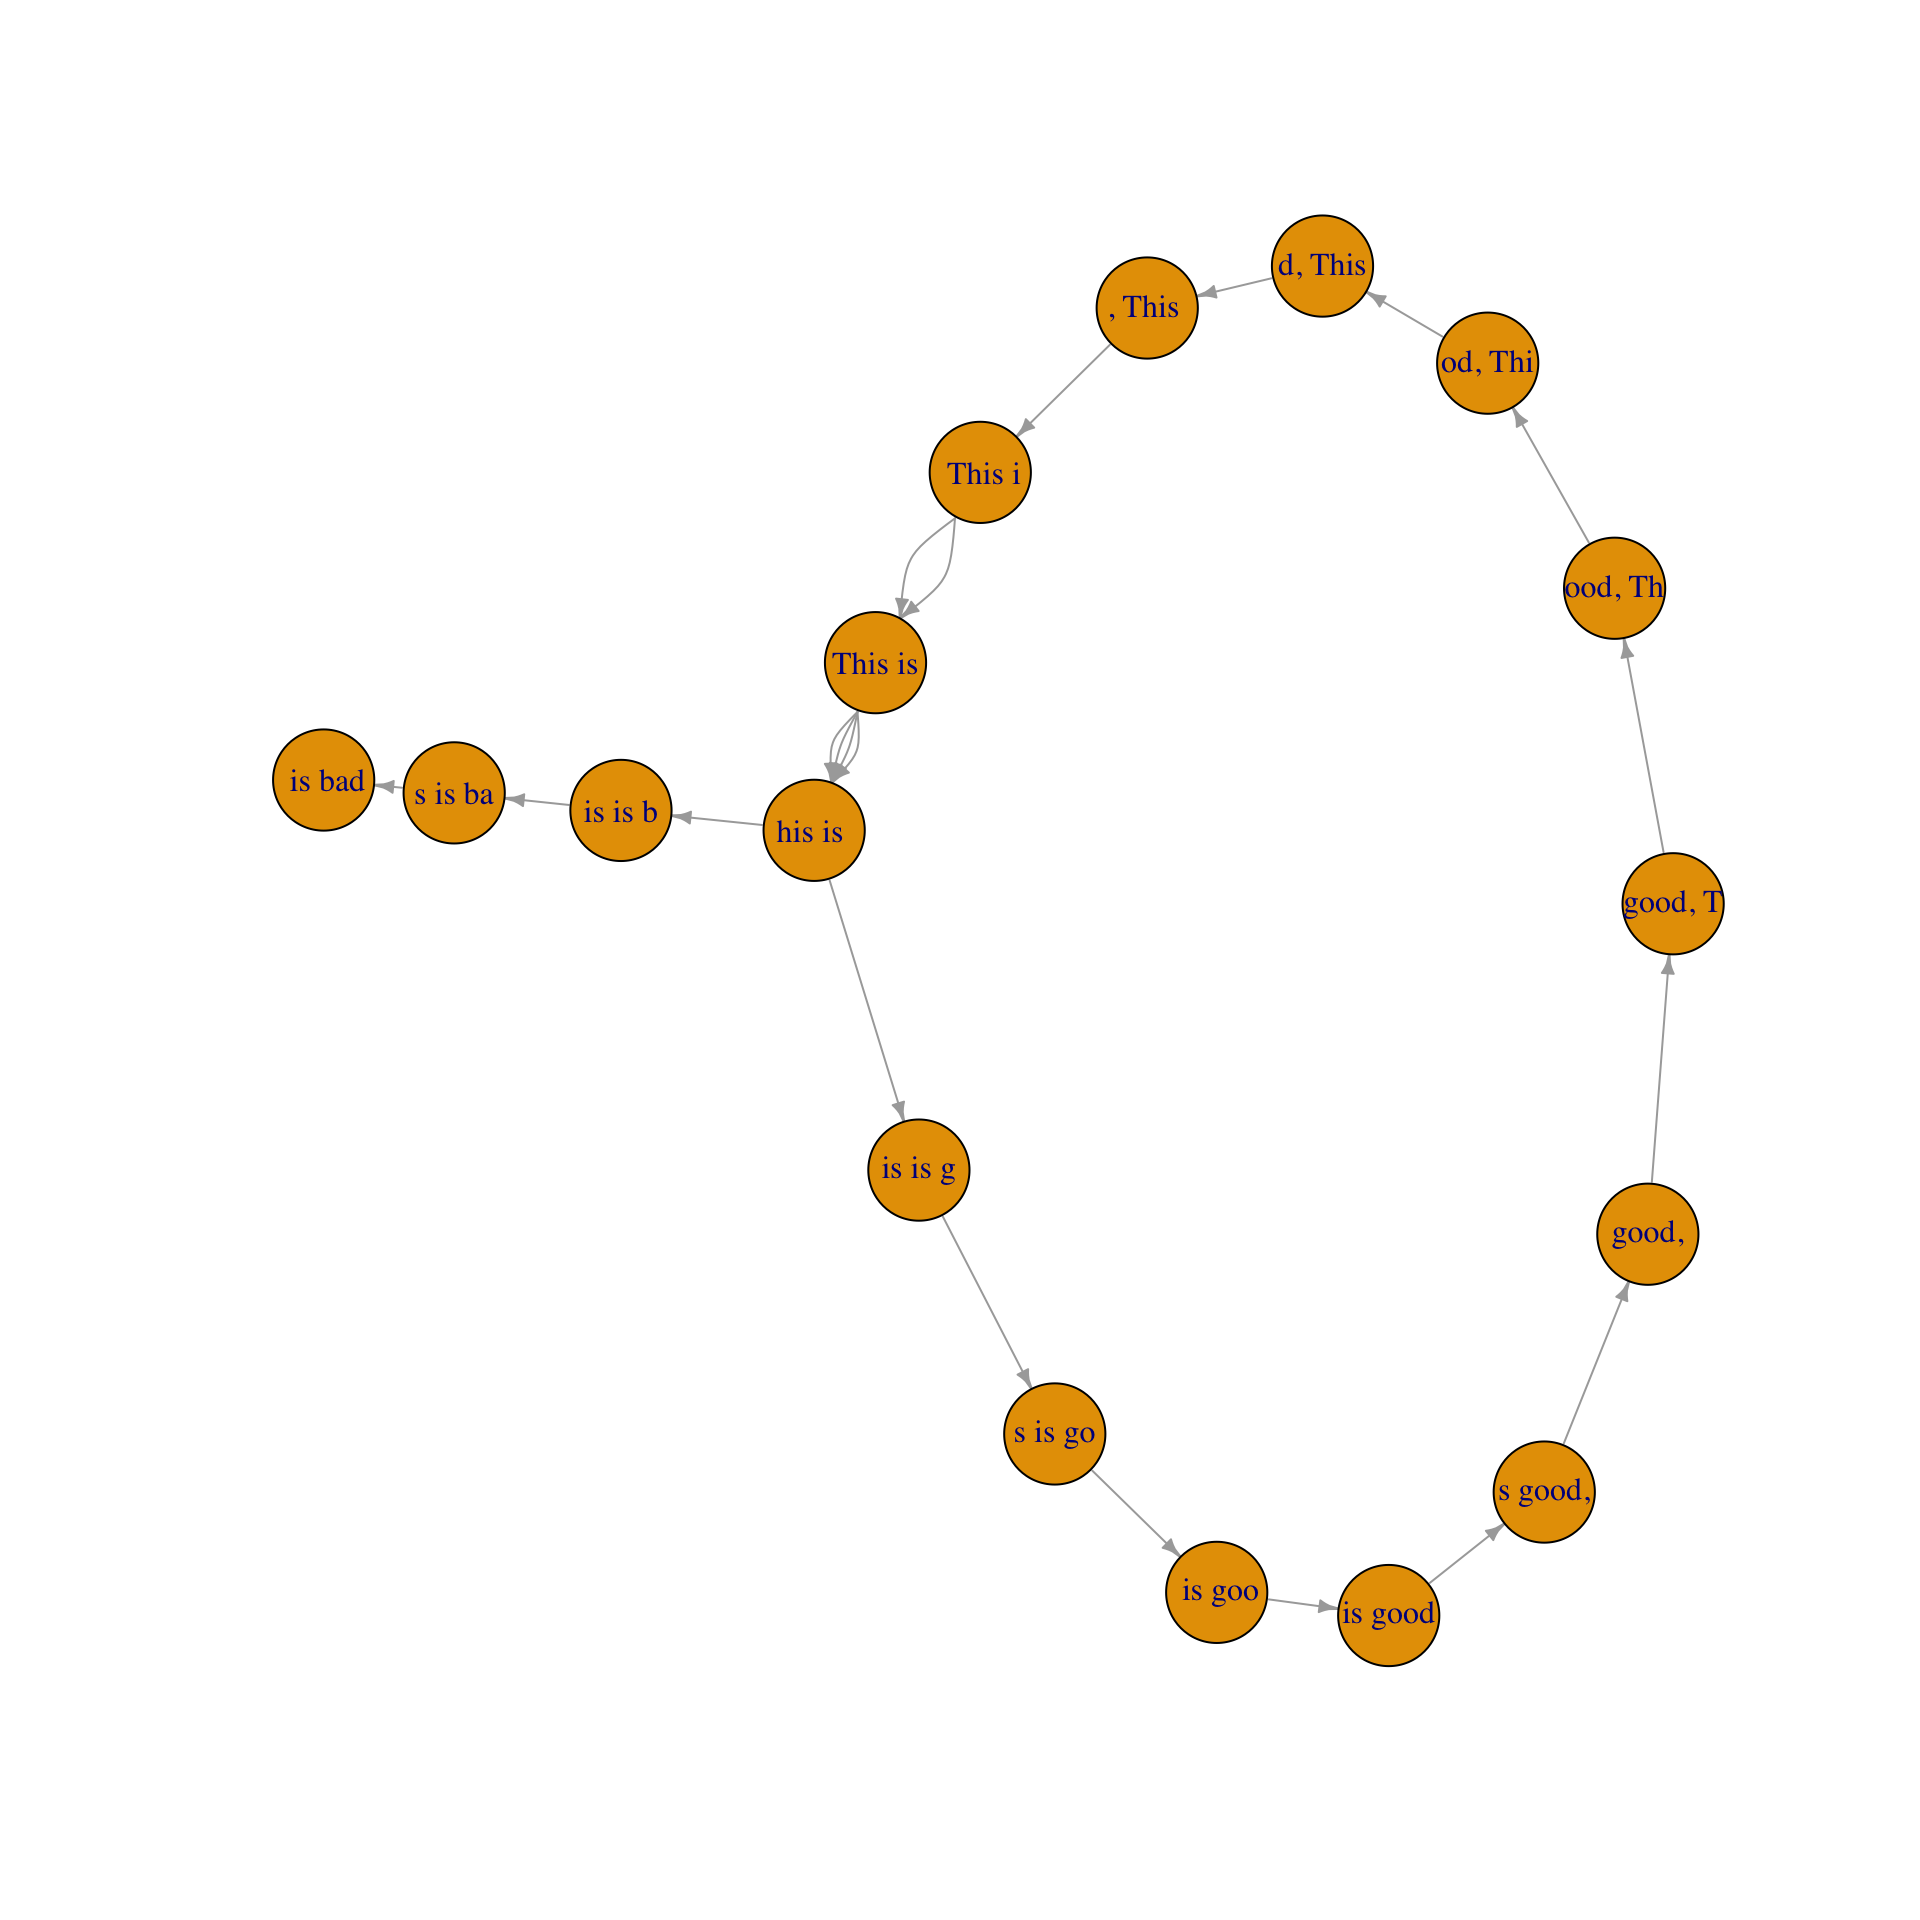 d, This
, This
od, Thi
This i
ood, Th
This is
is bad
s is ba
is is b
his is
good, T
is is g
good,
s is go
s good,
is goo
is good